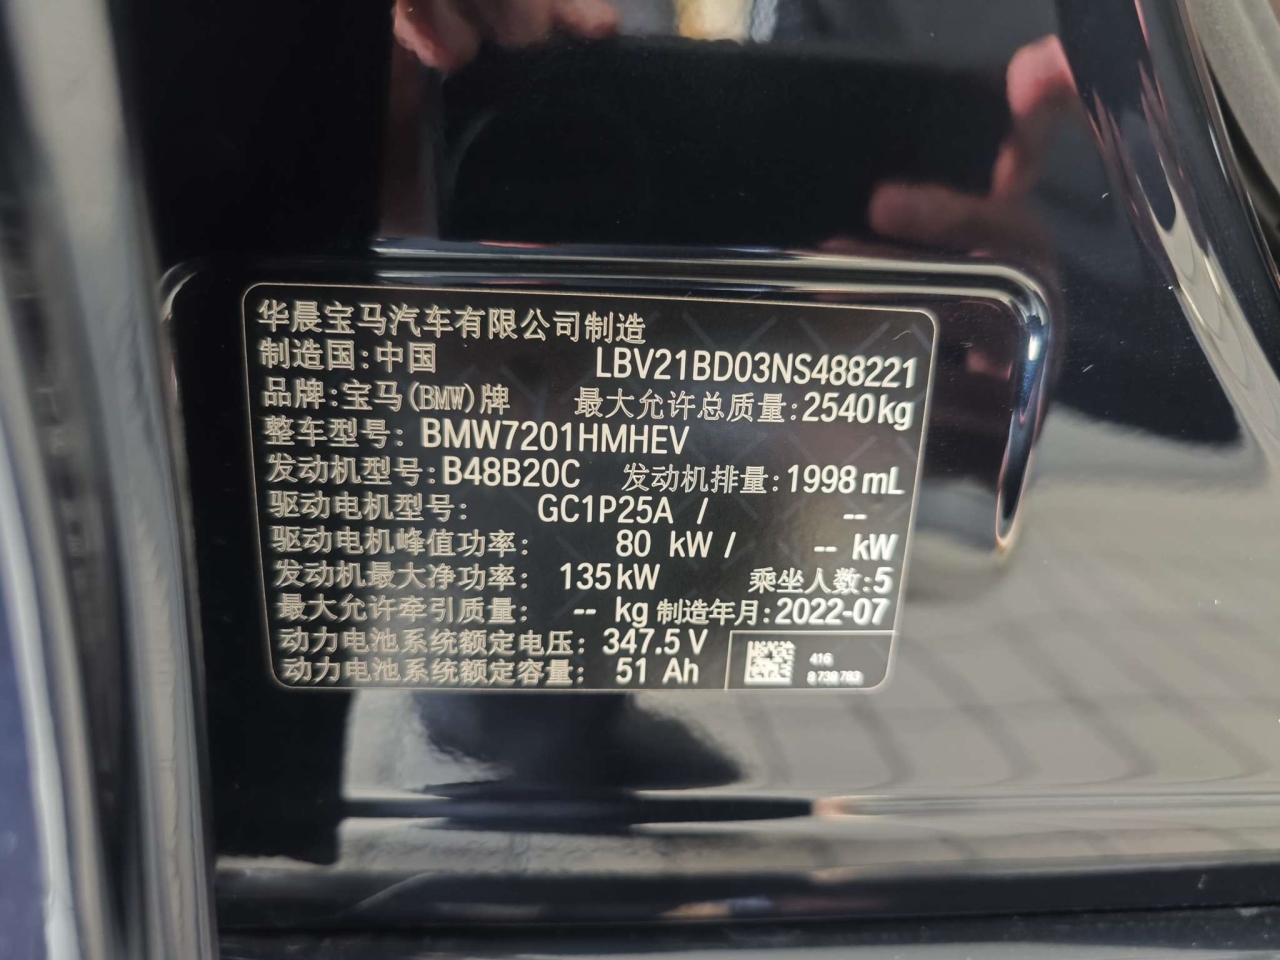 华晨宝马汽车有限公司制造
制造国:中国 LBV21BD03NS488221
品牌:宝马(BMW)牌 最大允许总质量:2540kg
整车型号: BMW7201HMHEV
发动机型号:B48B20C 发动机排量:1998 mL
驱动电机型号: GC1P25A / --
驱动电机峰值功率: 80 kW / -- kW
发动机最大净功率: 135kW 乘坐人数:5
最大允许牵引质量: -- kg 制造年月:2022-07
动力电池系统额定电压: 347.5 V
动力电池系统额定容量: 51 Ah
416
8 738 783